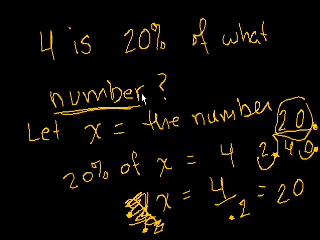 4 is 20% of what
number?
Let x = the number
20% of x = 4
x = 4/.2 = 20
20.
2.⟌40.